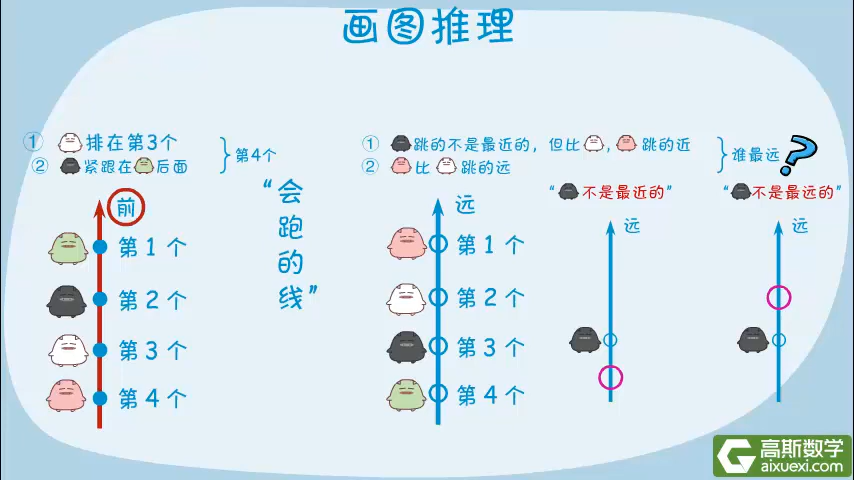 画图推理
① 排在第3个
② 紧跟在后面
第4个
前
第1个
第2个
第3个
第4个
“会跑的线”
① 跳的不是最近的，但比，跳的近
② 比跳的远
谁最远?
远
第1个
第2个
第3个
第4个
“不是最近的”
远
“不是最远的”
远
高斯数学
aixuexi.com